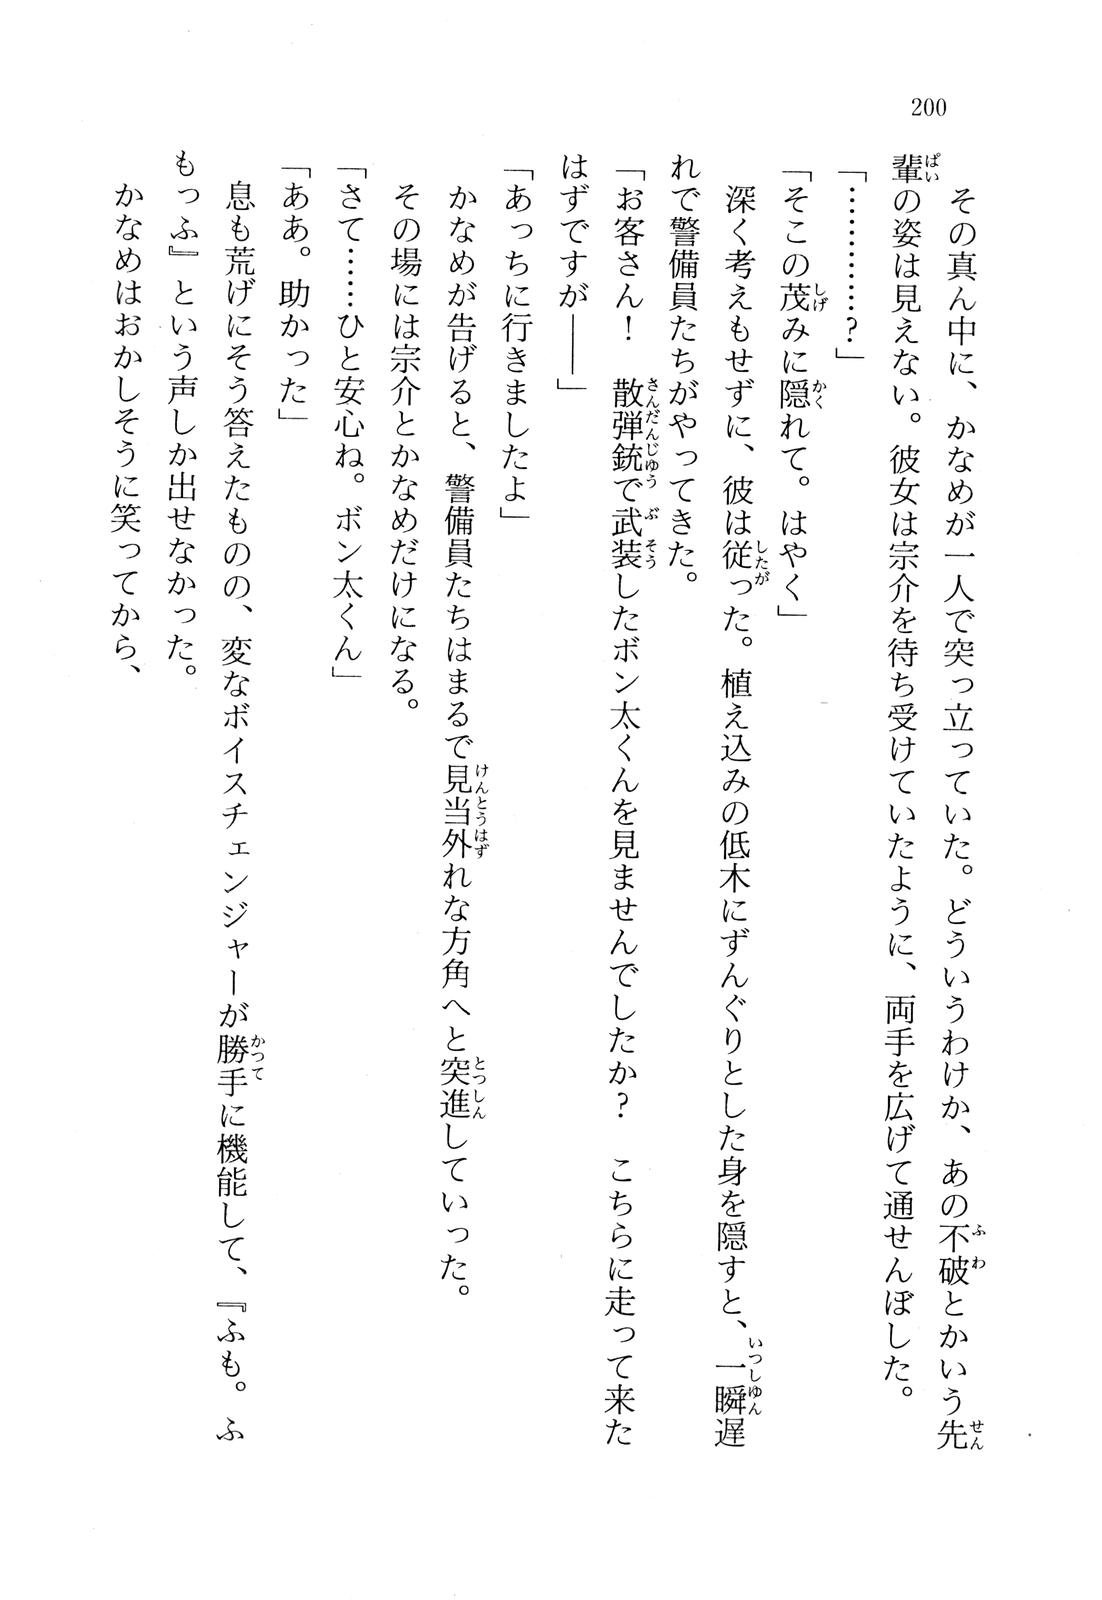 200
その真ん中に、かなめが一人で突っ立っていた。どういうわけか、あの不破とかいう先
輩の姿は見えない。彼女は宗介を待ち受けていたように、両手を広げて通せんぼした。
「…………?」
「そこの茂みに隠れて。はやく」
深く考えもせずに、彼は従った。植え込みの低木にずんぐりとした身を隠すと、一瞬遅
れで警備員たちがやってきた。
「お客さん!　散弾銃で武装したボン太くんを見ませんでしたか?　こちらに走って来た
はずですが――」
「あっちに行きましたよ」
かなめが告げると、警備員たちはまるで見当外れな方角へと突進していった。
その場には宗介とかなめだけになる。
「さて……ひと安心ね。ボン太くん」
「ああ。助かった」
息も荒げにそう答えたものの、変なボイスチェンジャーが勝手に機能して、『ふも。ふ
もっふ』という声しか出せなかった。
かなめはおかしそうに笑ってから、